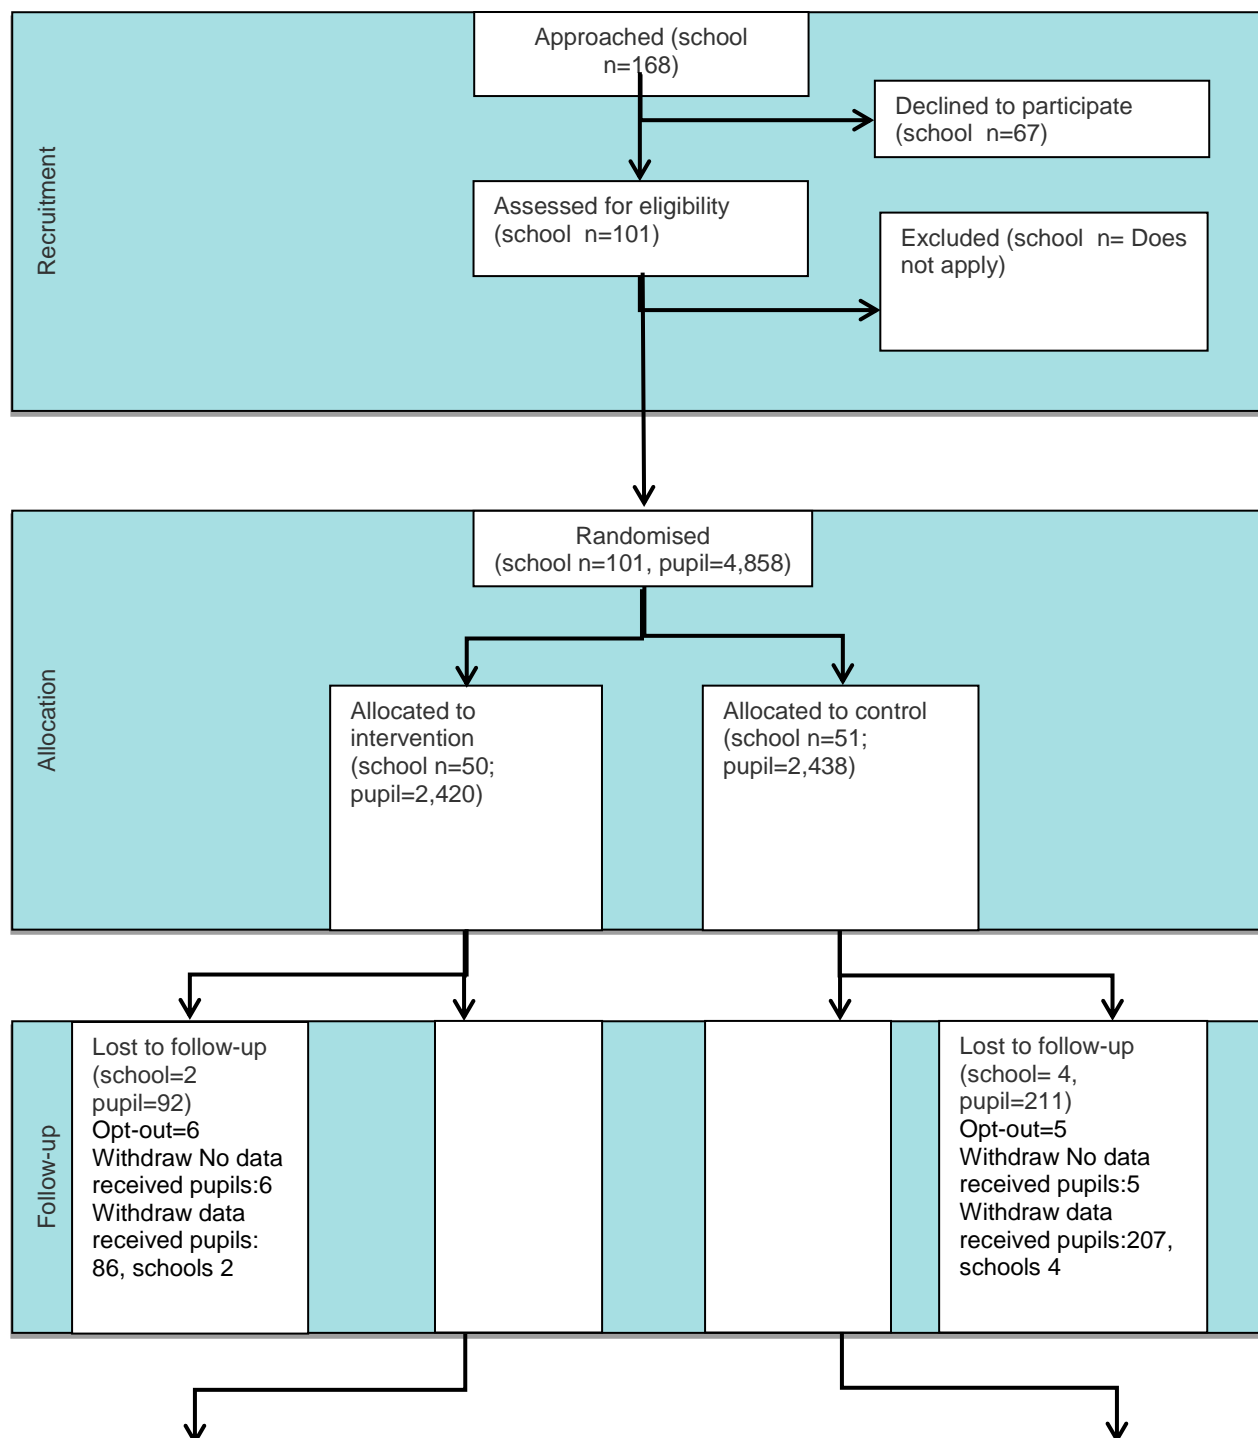 Approached (school
n=168)
Declined to participate
(school  n=67)
Recruitment
Assessed for eligibility
(school  n=101)
Excluded (school  n= Does
not apply)
Randomised
(school n=101, pupil=4,858)
Allocation
Allocated to
intervention
(school n=50;
pupil=2,420)
Allocated to control
(school n=51;
pupil=2,438)
Follow-up
Lost to follow-up
(school=2
pupil=92)
Opt-out=6
Withdraw No data
received pupils:6
Withdraw data
received pupils:
86, schools 2
Lost to follow-up
(school= 4,
pupil=211)
Opt-out=5
Withdraw No data
received pupils:5
Withdraw data
received pupils:207,
schools 4